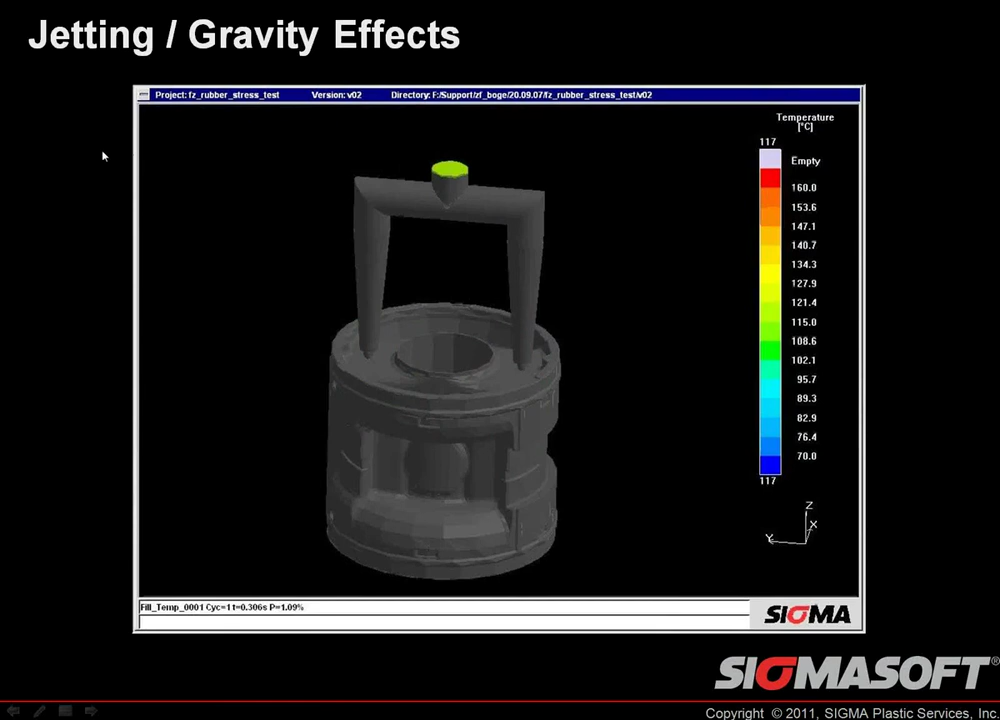 Jetting / Gravity Effects
Project: fz_rubber_stress_test Version: v02 Directory: F:/Support/zf_boge/20.09.07/fz_rubber_stress_test/v02
Temperature
[°C]
117
Empty
160.0
153.6
147.1
140.7
134.3
127.9
121.4
115.0
108.6
102.1
95.7
89.3
82.9
76.4
70.0
117
Z
X
Y
Fill_Temp_0001 Cyc=1 t=0.306s P=1.09%
SIGMA
SIGMASOFT®
Copyright © 2011, SIGMA Plastic Services, Inc.